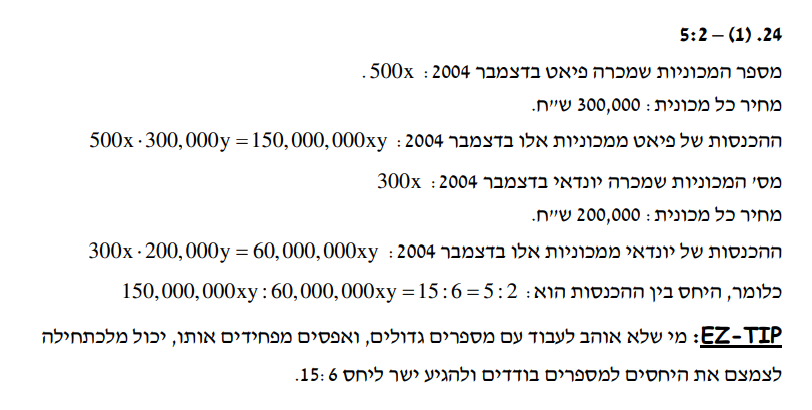 24. (1) – 5:2
מספר המכוניות שמכרה פיאט בדצמבר 2004 : 500x .
מחיר כל מכונית : 300,000 ש״ח.
ההכנסות של פיאט ממכוניות אלו בדצמבר 2004 : 500x · 300,000y = 150,000,000xy
מס׳ המכוניות שמכרה יונדאי בדצמבר 2004 : 300x
מחיר כל מכונית : 200,000 ש״ח.
ההכנסות של יונדאי ממכוניות אלו בדצמבר 2004 : 300x · 200,000y = 60,000,000xy
כלומר, היחס בין ההכנסות הוא : 150,000,000xy : 60,000,000xy = 15 : 6 = 5 : 2
EZ-TIP: מי שלא אוהב לעבוד עם מספרים גדולים, ואפסים מפחידים אותו, יכול מלכתחילה
לצמצם את היחסים למספרים בודדים ולהגיע ישר ליחס 15:6.